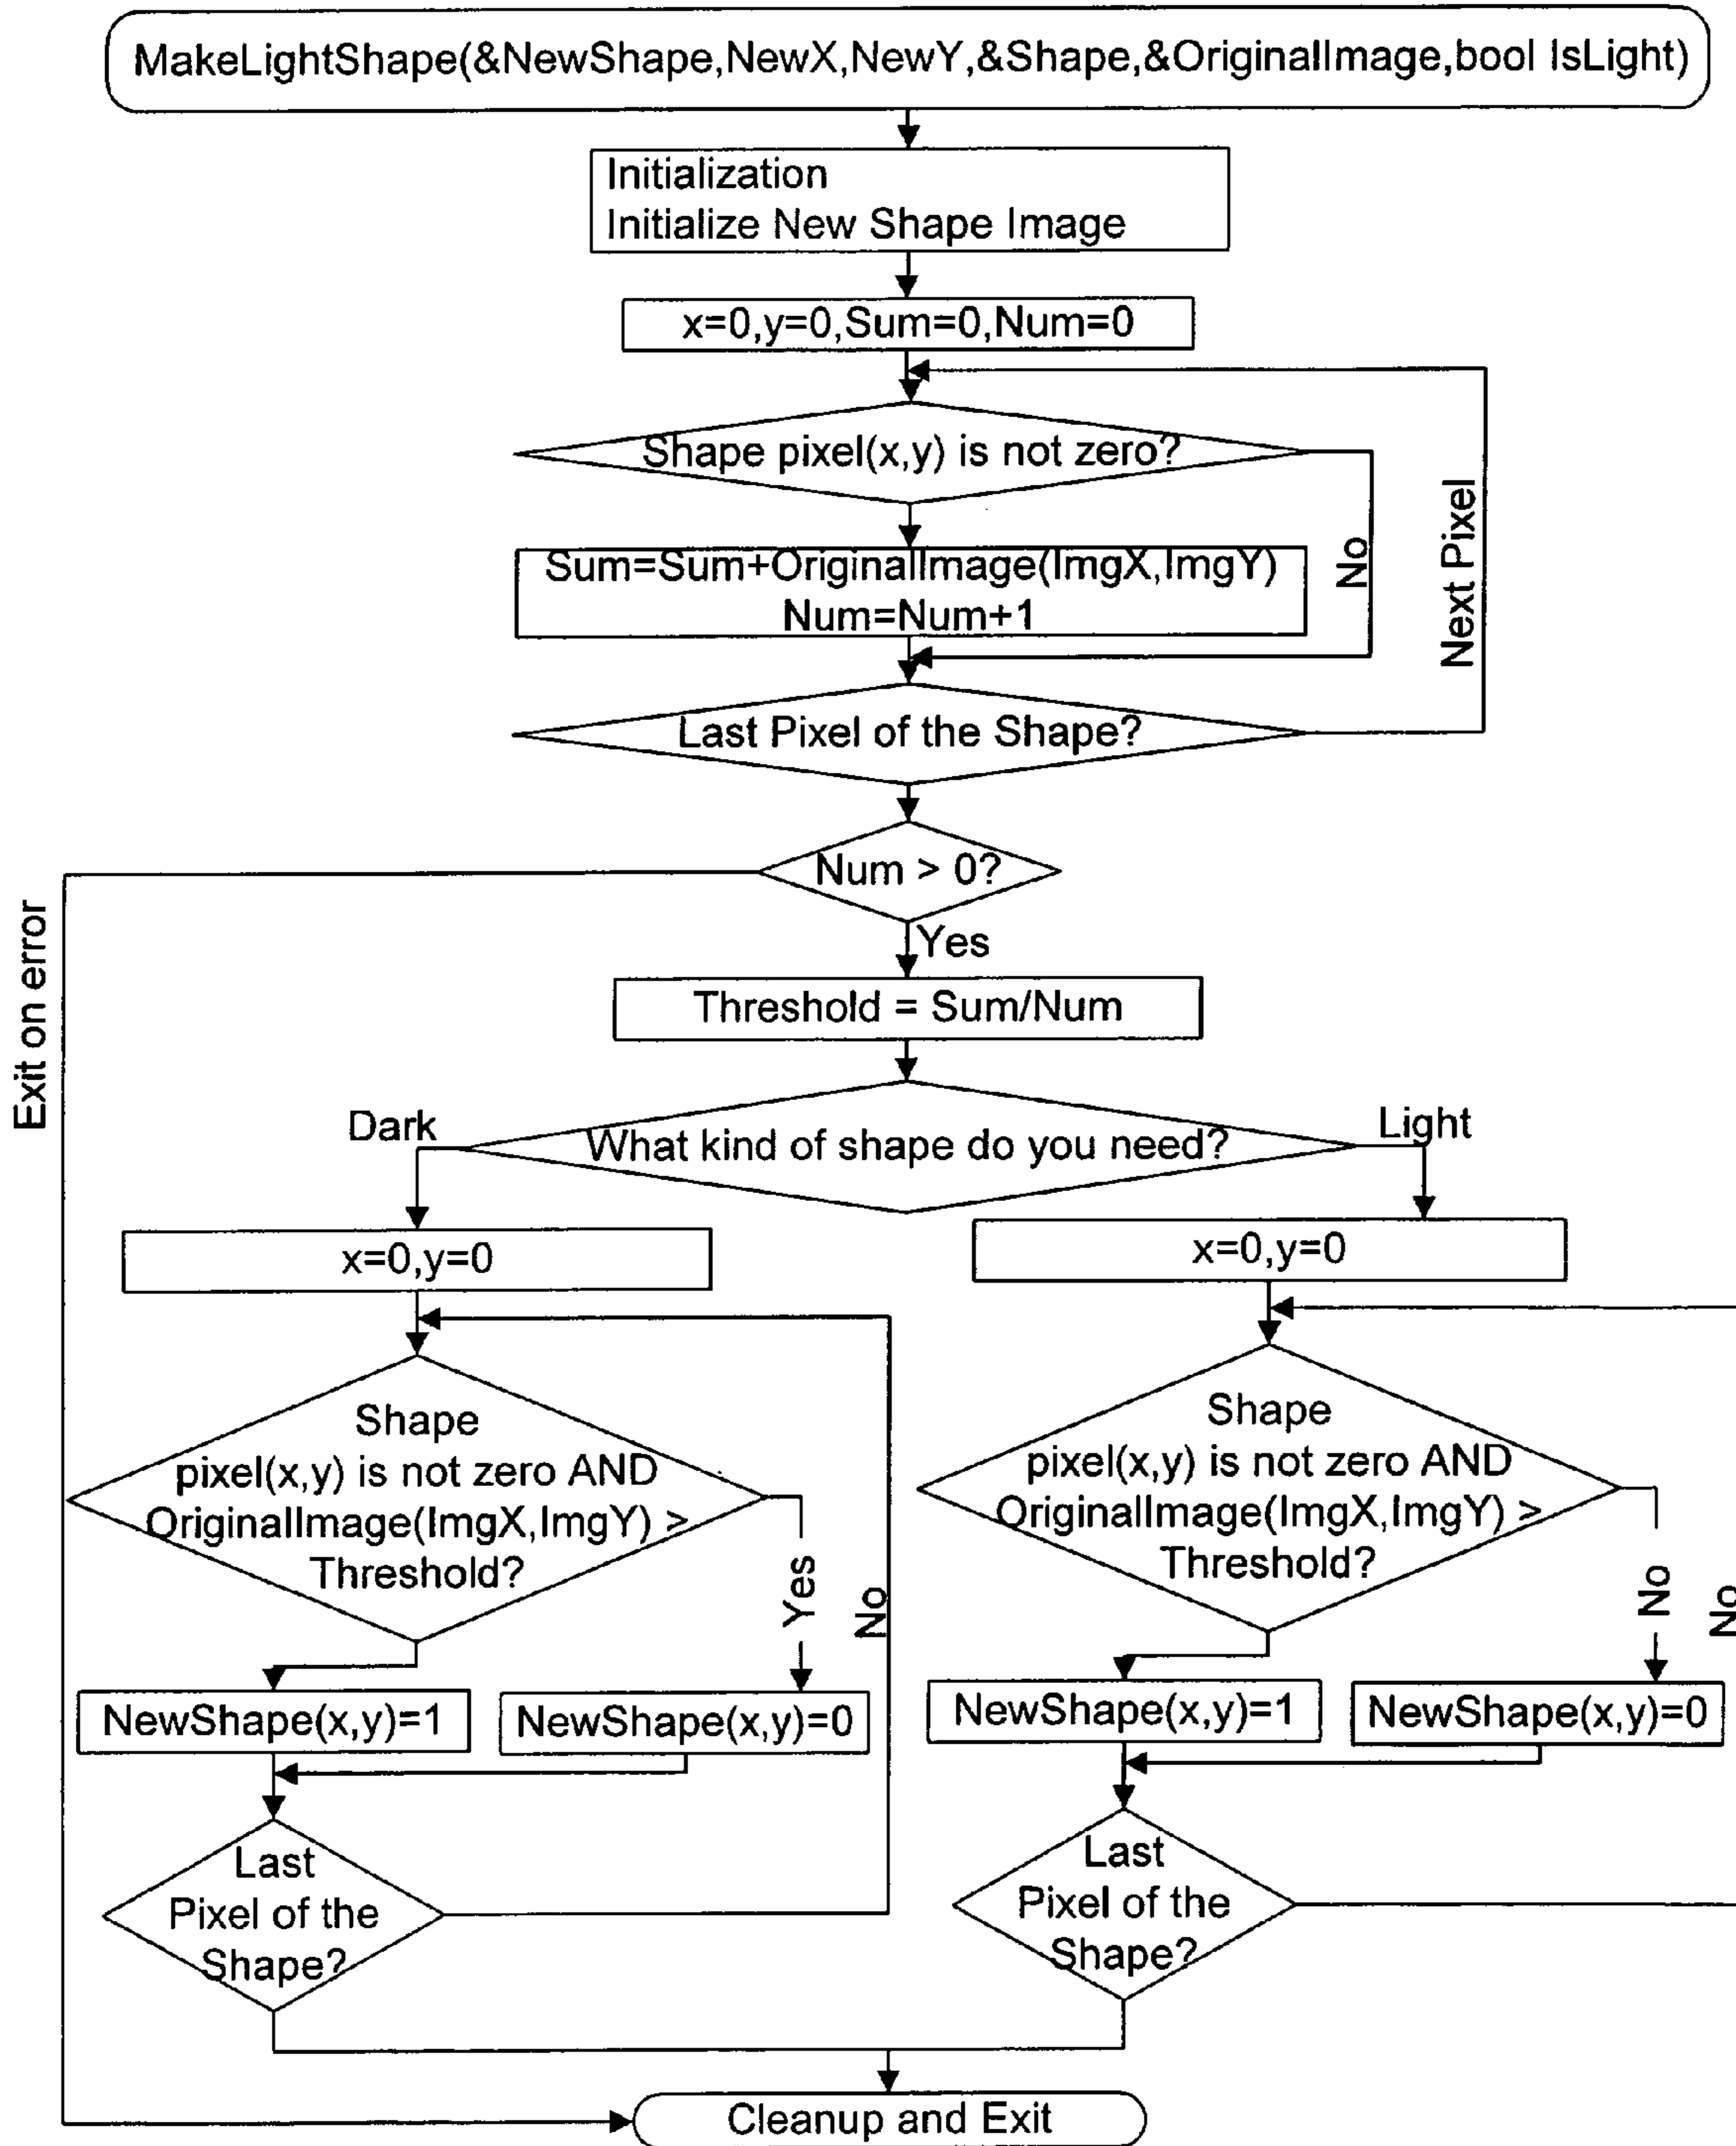 MakeLightShape(&NewShape,NewX,NewY,&Shape,&OriginalImage,bool IsLight)
Initialization
Initialize New Shape Image
x=0,y=0,Sum=0,Num=0
Shape pixel(x,y) is not zero?
Sum=Sum+OriginalImage(ImgX,ImgY)
Num=Num+1
No
Next Pixel
Last Pixel of the Shape?
Num > 0?
Exit on error
Yes
Threshold = Sum/Num
What kind of shape do you need?
Dark
Light
x=0,y=0
Shape
pixel(x,y) is not zero AND
OriginalImage(ImgX,ImgY) >
Threshold?
Yes
No
NewShape(x,y)=1
NewShape(x,y)=0
Last
Pixel of the
Shape?
x=0,y=0
Shape
pixel(x,y) is not zero AND
OriginalImage(ImgX,ImgY) >
Threshold?
No
No
NewShape(x,y)=1
NewShape(x,y)=0
Last
Pixel of the
Shape?
Cleanup and Exit